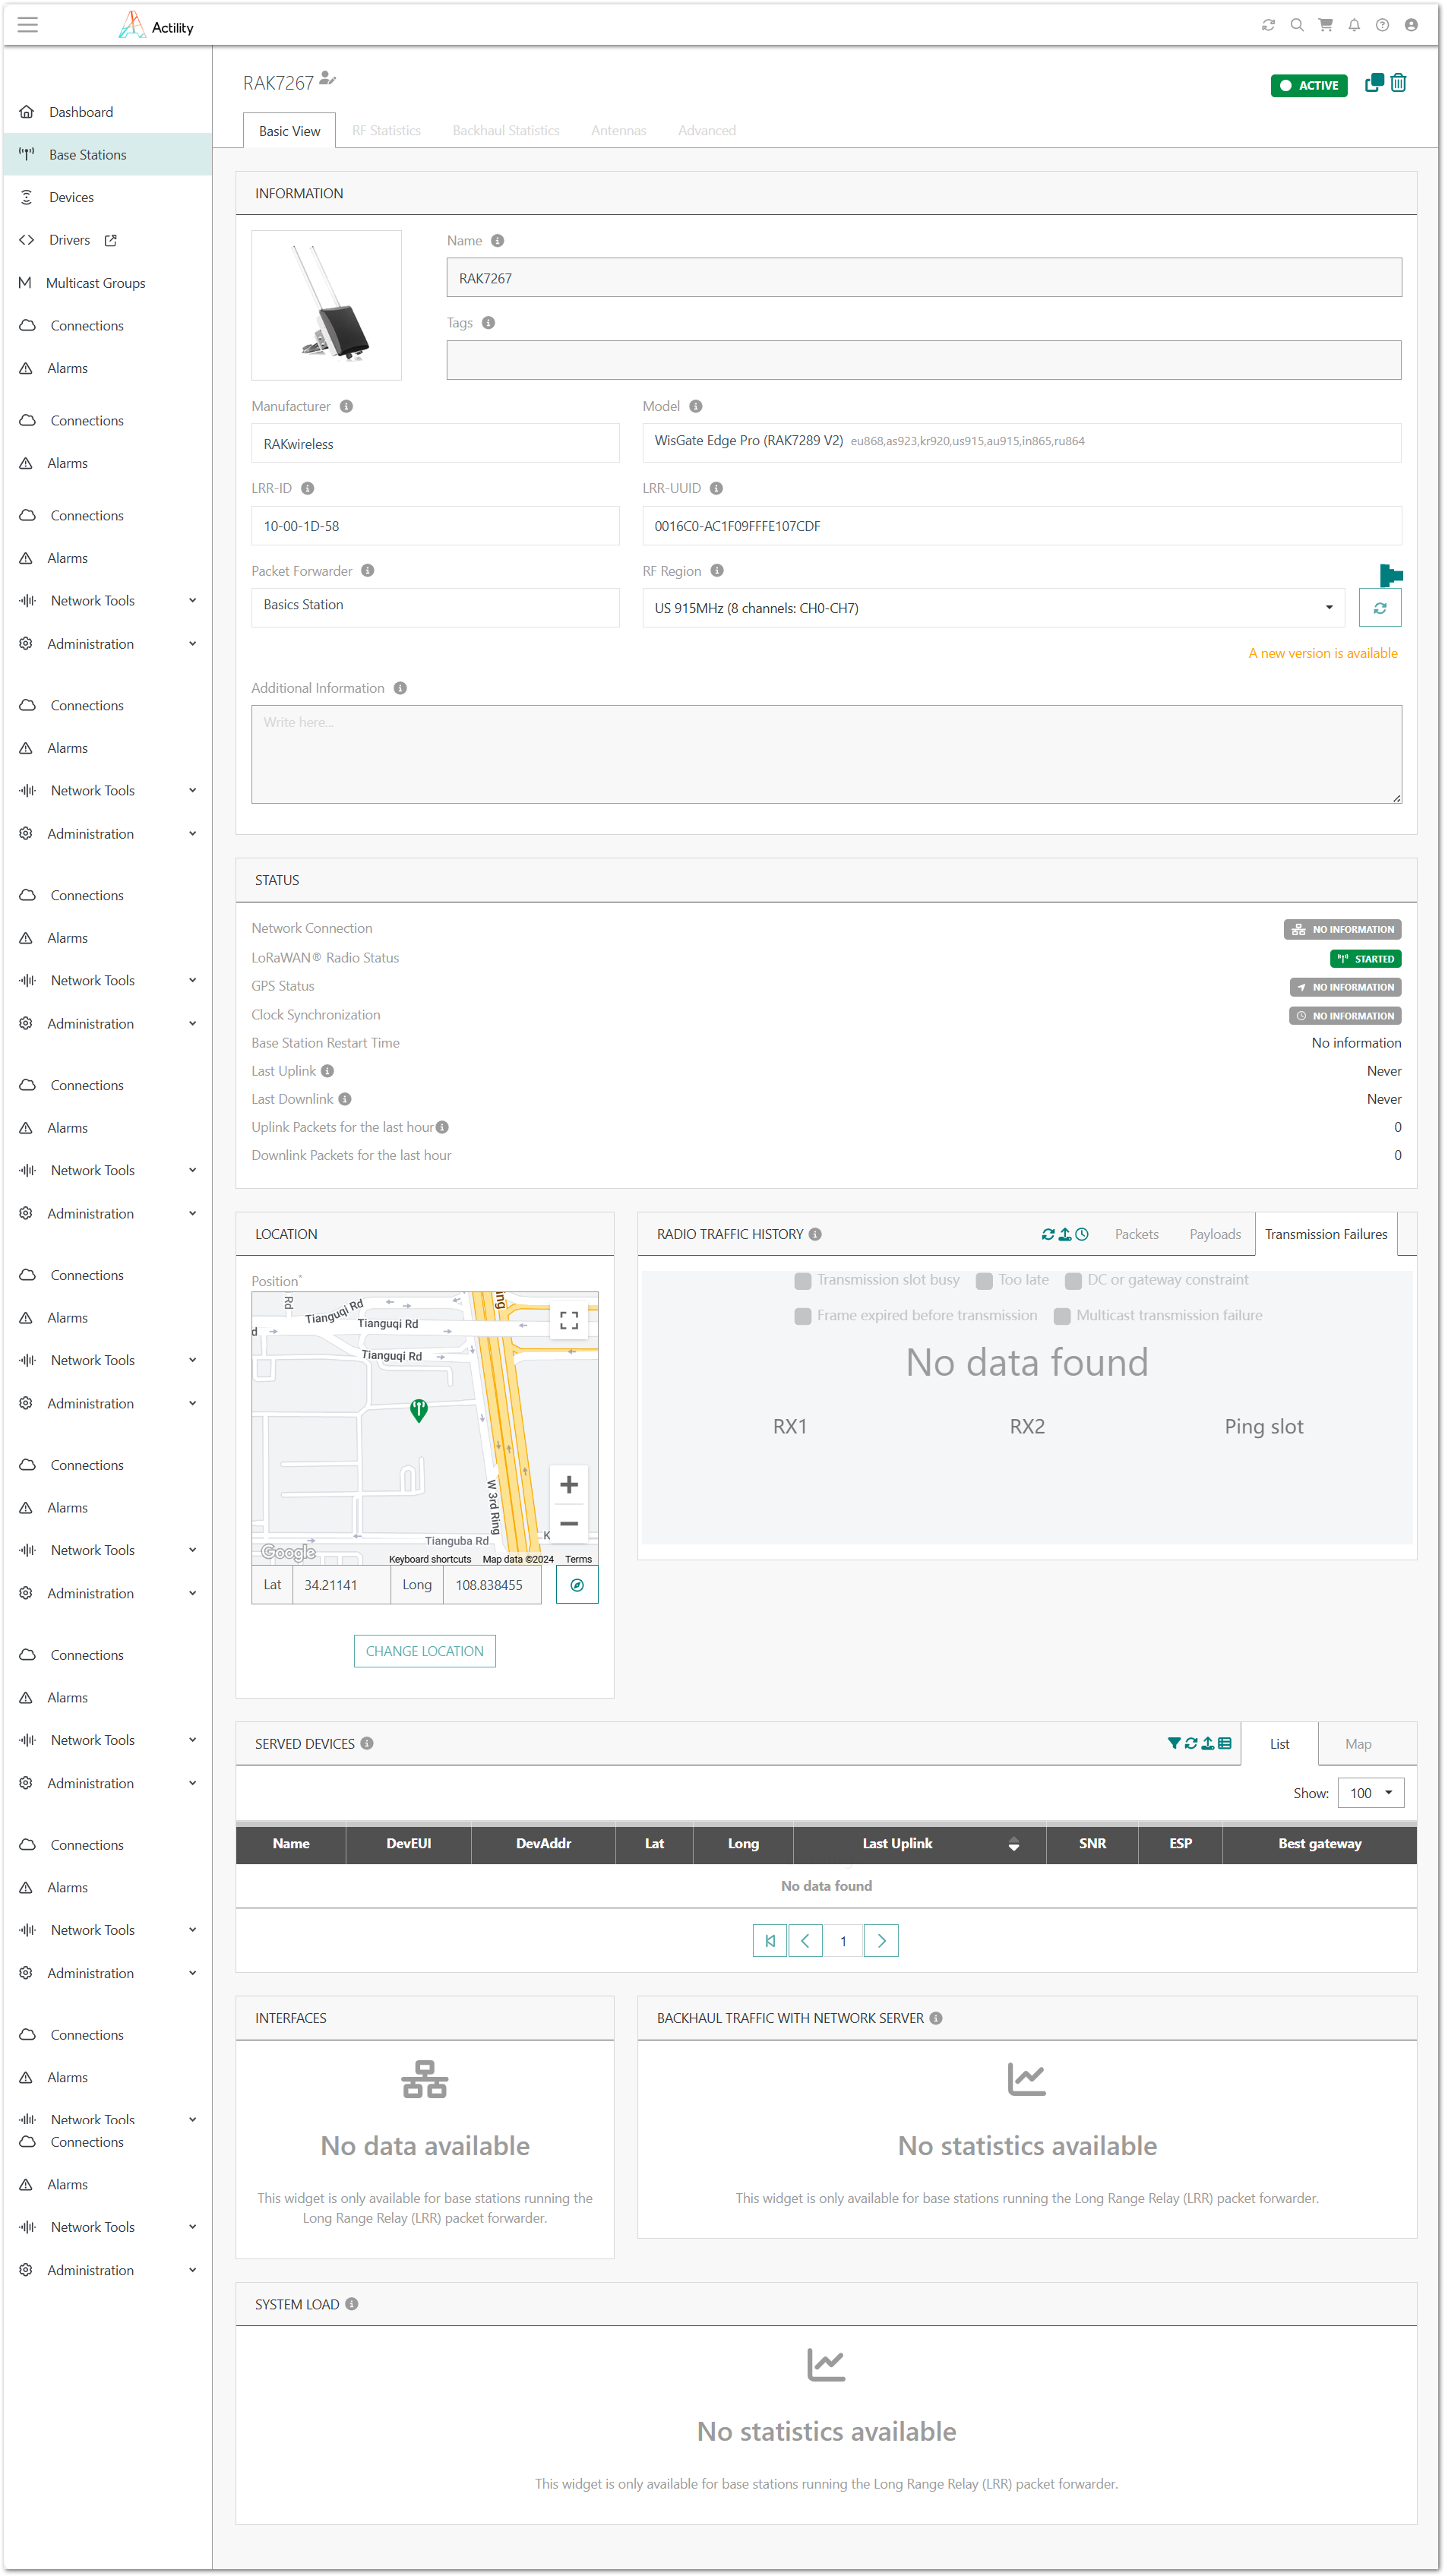 Actility
RAK7267
ACTIVE
Basic View RF Statistics Backhaul Statistics Antennas Advanced
Dashboard
Base Stations
Devices
Drivers
Multicast Groups
Connections
Alarms
Connections
Alarms
Connections
Alarms
Network Tools
Administration
Connections
Alarms
Network Tools
Administration
Connections
Alarms
Network Tools
Administration
Connections
Alarms
Network Tools
Administration
Connections
Alarms
Network Tools
Administration
Connections
Alarms
Network Tools
Administration
Connections
Alarms
Network Tools
Administration
Connections
Alarms
Network Tools
Administration
Connections
Alarms
Network Tools
Connections
Alarms
Network Tools
Administration
INFORMATION
Name
RAK7267
Tags
Manufacturer Model
RAKwireless WisGate Edge Pro (RAK7289 V2) eu868,as923,kr920,us915,au915,in865,ru864
LRR-ID LRR-UUID
10-00-1D-58 0016C0-AC1F09FFFE107CDF
Packet Forwarder RF Region
Basics Station US 915MHz (8 channels: CH0-CH7)
A new version is available
Additional Information
Write here...
STATUS
Network Connection NO INFORMATION
LoRaWAN® Radio Status STARTED
GPS Status NO INFORMATION
Clock Synchronization NO INFORMATION
Base Station Restart Time No information
Last Uplink Never
Last Downlink Never
Uplink Packets for the last hour 0
Downlink Packets for the last hour 0
LOCATION
Position*
Rd
Tianguqi Rd
ing
d
Tianguqi Rd
Tianguqi Rd
W 3rd Ring
Tianguba Rd
K
Google
Keyboard shortcuts Map data ©2024 Terms
Lat 34.21141 Long 108.838455
CHANGE LOCATION
RADIO TRAFFIC HISTORY Packets Payloads Transmission Failures
Transmission slot busy Too late DC or gateway constraint
Frame expired before transmission Multicast transmission failure
No data found
RX1 RX2 Ping slot
SERVED DEVICES List Map
Show: 100
Name DevEUI DevAddr Lat Long Last Uplink SNR ESP Best gateway
No data found
1
INTERFACES
No data available
This widget is only available for base stations running the
Long Range Relay (LRR) packet forwarder.
BACKHAUL TRAFFIC WITH NETWORK SERVER
No statistics available
This widget is only available for base stations running the Long Range Relay (LRR) packet forwarder.
SYSTEM LOAD
No statistics available
This widget is only available for base stations running the Long Range Relay (LRR) packet forwarder.